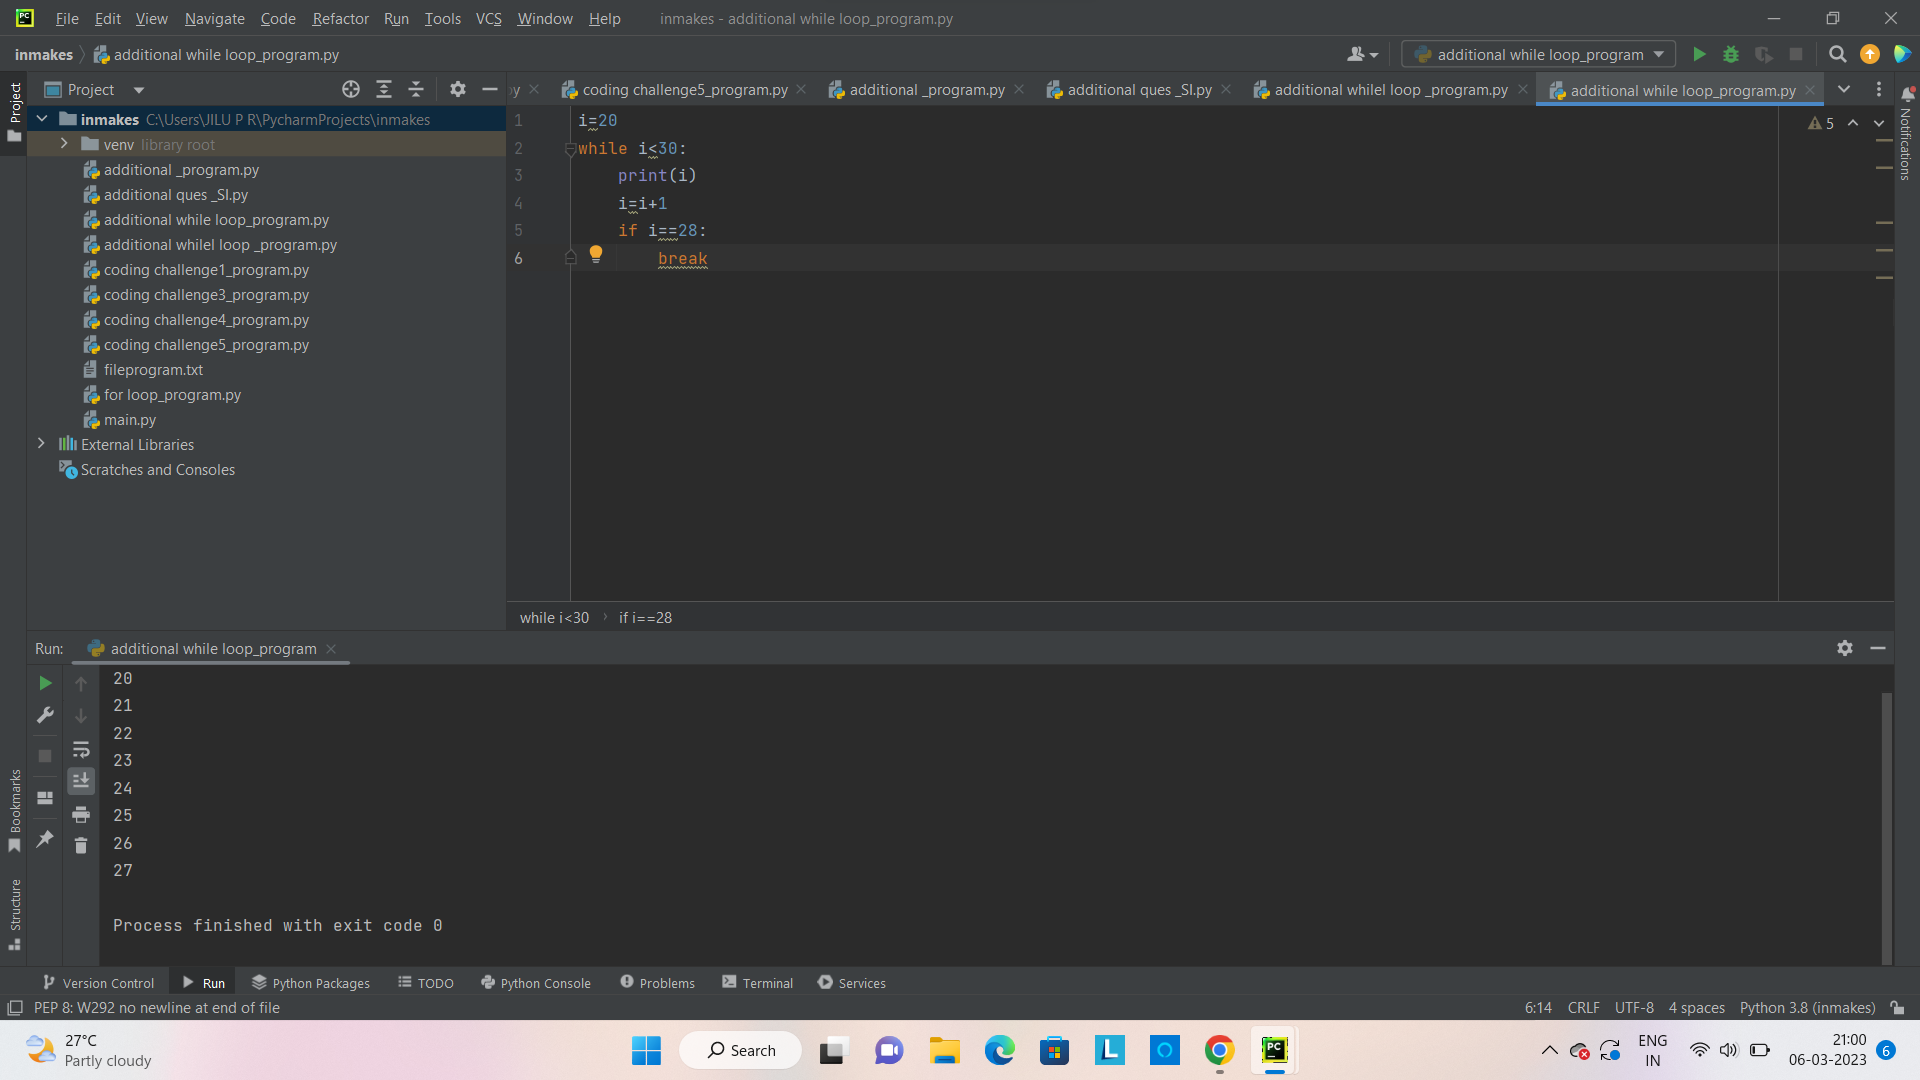 PC File Edit View Navigate Code Refactor Run Tools VCS Window Help inmakes - additional while loop_program.py
inmakes additional while loop_program.py additional while loop_program
Project
Project
y coding challenge5_program.py additional _program.py additional ques _SI.py additional whilel loop _program.py additional while loop_program.py
Notifications
inmakes C:\Users\JILU P R\PycharmProjects\inmakes
venv library root
additional _program.py
additional ques _SI.py
additional while loop_program.py
additional whilel loop _program.py
coding challenge1_program.py
coding challenge3_program.py
coding challenge4_program.py
coding challenge5_program.py
fileprogram.txt
for loop_program.py
main.py
External Libraries
Scratches and Consoles
1 i=20
2 while i<30:
3 print(i)
4 i=i+1
5 if i==28:
6 break
5
while i<30 if i==28
Run: additional while loop_program
20
21
22
23
24
25
26
27
Process finished with exit code 0
Bookmarks
Structure
Version Control Run Python Packages TODO Python Console Problems Terminal Services
PEP 8: W292 no newline at end of file 6:14 CRLF UTF-8 4 spaces Python 3.8 (inmakes)
27°C
Partly cloudy
Search
L
PC
ENG
IN
21:00
06-03-2023
6